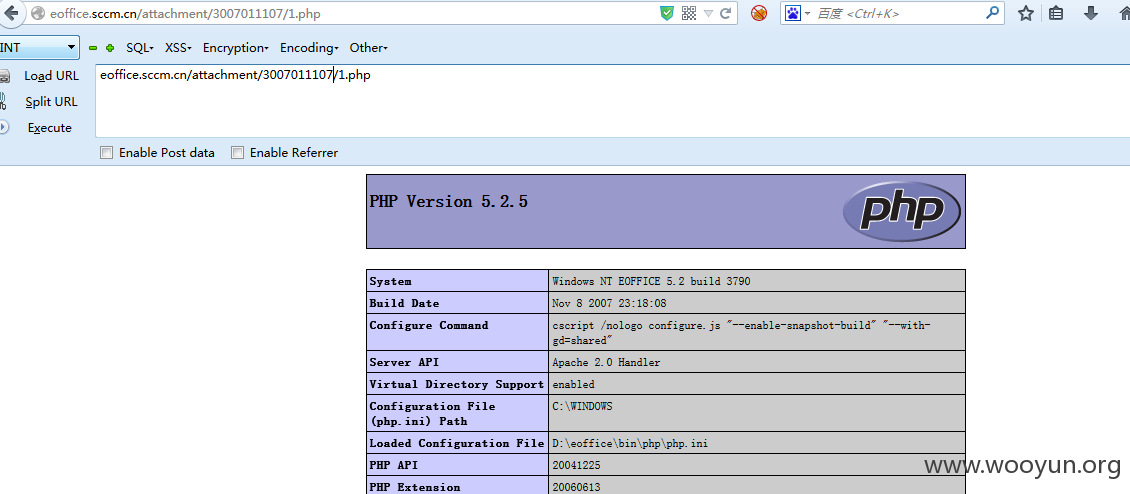 eoffice.sccm.cn/attachment/3007011107/1.php
百度 <Ctrl+K>
INT SQL- XSS- Encryption- Encoding- Other-
Load URL
eoffice.sccm.cn/attachment/3007011107/1.php
Split URL
Execute
Enable Post data Enable Referrer
PHP Version 5.2.5
php
System Windows NT EOFFICE 5.2 build 3790
Build Date Nov 8 2007 23:18:08
Configure Command cscript /nologo configure.js "--enable-snapshot-build" "--with-
gd=shared"
Server API Apache 2.0 Handler
Virtual Directory Support enabled
Configuration File C:\WINDOWS
(php.ini) Path
Loaded Configuration File D:\eoffice\bin\php\php.ini
PHP API 20041225
PHP Extension 20060613
www.wooyun.org